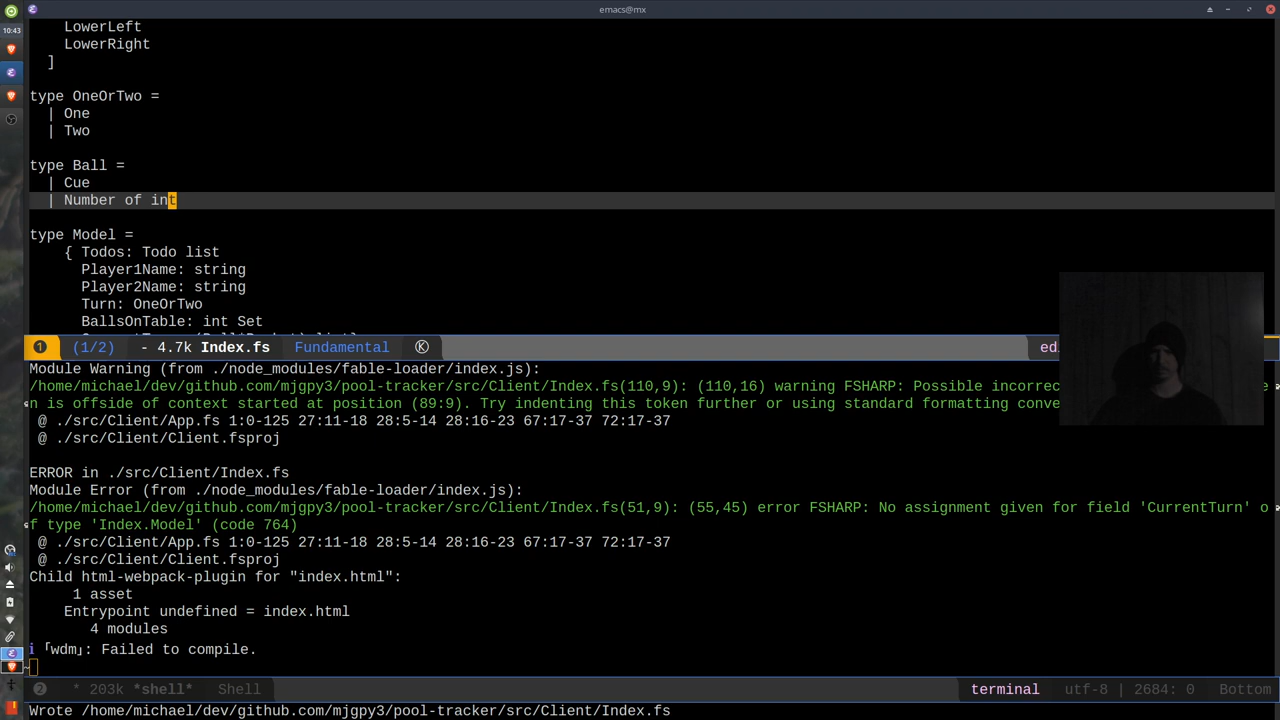 emacs@mx
10:43
LowerLeft
LowerRight
]
type OneOrTwo =
| One
| Two
type Ball =
| Cue
| Number of int
type Model =
{ Todos: Todo list
Player1Name: string
Player2Name: string
Turn: OneOrTwo
BallsOnTable: int Set
1 (1/2) - 4.7k Index.fs Fundamental K edi
Module Warning (from ./node_modules/fable-loader/index.js):
/home/michael/dev/github.com/mjgpy3/pool-tracker/src/Client/Index.fs(110,9): (110,16) warning FSHARP: Possible incorrec
n is offside of context started at position (89:9). Try indenting this token further or using standard formatting conve
@ ./src/Client/App.fs 1:0-125 27:11-18 28:5-14 28:16-23 67:17-37 72:17-37
@ ./src/Client/Client.fsproj
ERROR in ./src/Client/Index.fs
Module Error (from ./node_modules/fable-loader/index.js):
/home/michael/dev/github.com/mjgpy3/pool-tracker/src/Client/Index.fs(51,9): (55,45) error FSHARP: No assignment given for field 'CurrentTurn' o
f type 'Index.Model' (code 764)
@ ./src/Client/App.fs 1:0-125 27:11-18 28:5-14 28:16-23 67:17-37 72:17-37
@ ./src/Client/Client.fsproj
Child html-webpack-plugin for "index.html":
1 asset
Entrypoint undefined = index.html
4 modules
i ｢wdm｣: Failed to compile.
2 * 203k *shell* Shell terminal utf-8 | 2684: 0 Bottom
Wrote /home/michael/dev/github.com/mjgpy3/pool-tracker/src/Client/Index.fs